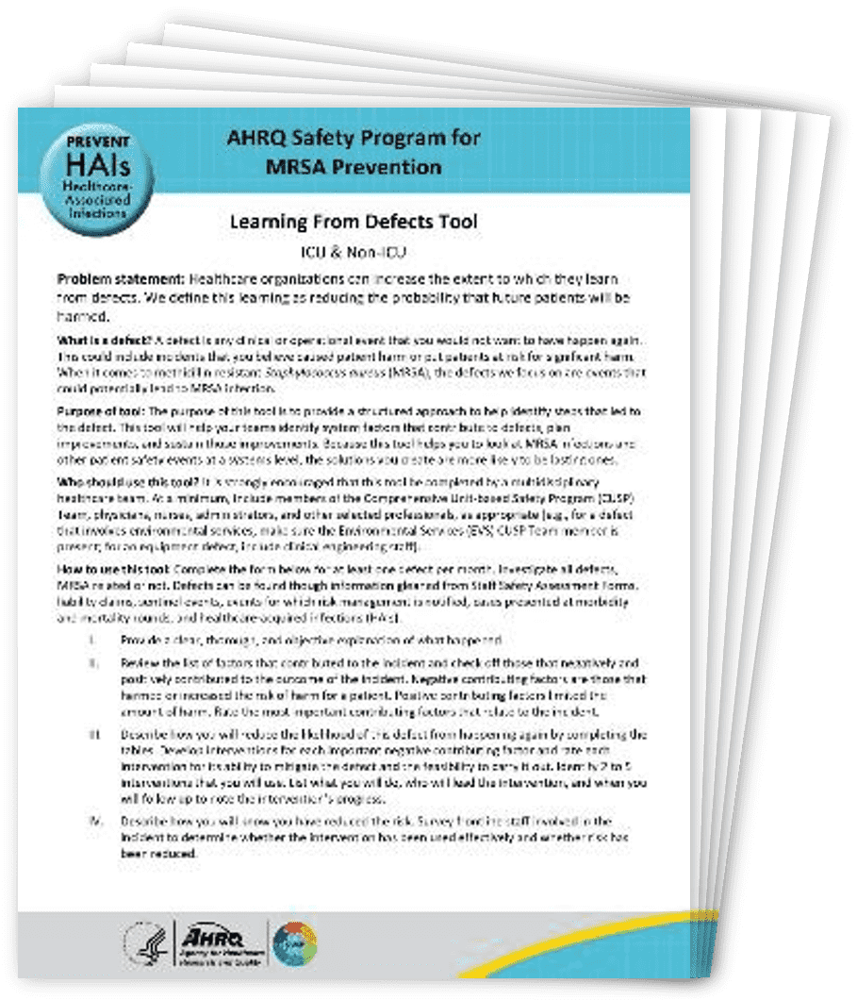 PREVENT
HAIs
Healthcare-
Associated
Infections
AHRQ Safety Program for
MRSA Prevention
Learning From Defects Tool
ICU & Non-ICU
Problem statement: Healthcare organizations can increase the extent to which they learn
from defects. We define this learning as reducing the probability that future patients will be
harmed.
What is a defect? A defect is any clinical or operational event that you would not want to have happen again.
This could include incidents that you believe caused patient harm or put patients at risk for significant harm.
When it comes to methicillin-resistant Staphylococcus aureus (MRSA), the defects we focus on are events that
could potentially lead to MRSA infection.
Purpose of tool: The purpose of this tool is to provide a structured approach to help identify steps that led to
the defect. This tool will help your teams identify system factors that contribute to defects, plan
improvements, and sustain those improvements. Because this tool helps you to look at MRSA infections and
other patient safety events at a systems level, the solutions you create are more likely to be lasting ones.
Who should use this tool? It is strongly encouraged that this tool be completed by a multidisciplinary
healthcare team. At a minimum, include members of the Comprehensive Unit-based Safety Program (CUSP)
Team, physicians, nurses, administrators, and other selected professionals, as appropriate (e.g., for a defect
that involves environmental services, make sure the Environmental Services (EVS) CUSP Team member is
present; for an equipment defect, include clinical engineering staff).
How to use this tool: Complete the form below for at least one defect per month. Investigate all defects,
MRSA related or not. Defects can be found though information gleaned from Staff Safety Assessment Forms,
liability claims, sentinel events, events for which risk management is notified, cases presented at morbidity
and mortality rounds, and healthcare-acquired infections (HAIs).
I. Provide a clear, thorough, and objective explanation of what happened.
II. Review the list of factors that contributed to the incident and check off those that negatively and
positively contributed to the outcome of the incident. Negative contributing factors are those that
harmed or increased the risk of harm for a patient. Positive contributing factors limited the
amount of harm. Rate the most important contributing factors that relate to the incident.
III. Describe how you will reduce the likelihood of this defect from happening again by completing the
tables. Develop interventions for each important negative contributing factor and rate each
intervention for its ability to mitigate the defect and the feasibility to carry it out. Identify 2 to 5
interventions that you will use. List what you will do, who will lead the intervention, and when you
will follow up to note the intervention's progress.
IV. Describe how you will know you have reduced the risk. Survey frontline staff involved in the
incident to determine whether the intervention has been used effectively and whether risk has
been reduced.
AHRQ
Agency for Healthcare
Research and Quality